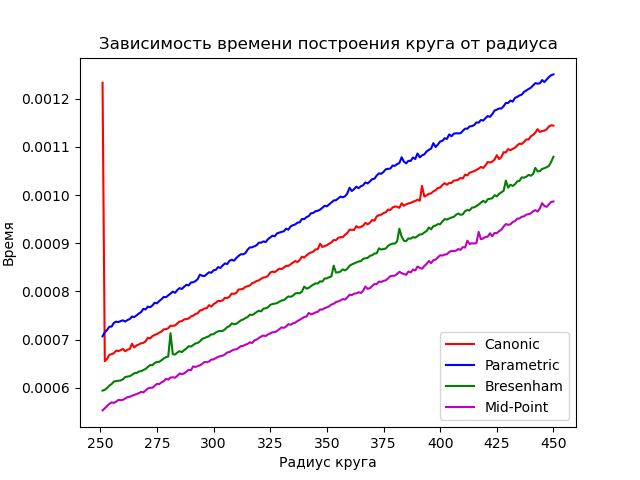 Зависимость времени построения круга от радиуса
0.0012
0.0011
0.0010
0.0009
0.0008
0.0007
0.0006
Время
Canonic
Parametric
Bresenham
Mid-Point
250 275 300 325 350 375 400 425 450
Радиус круга